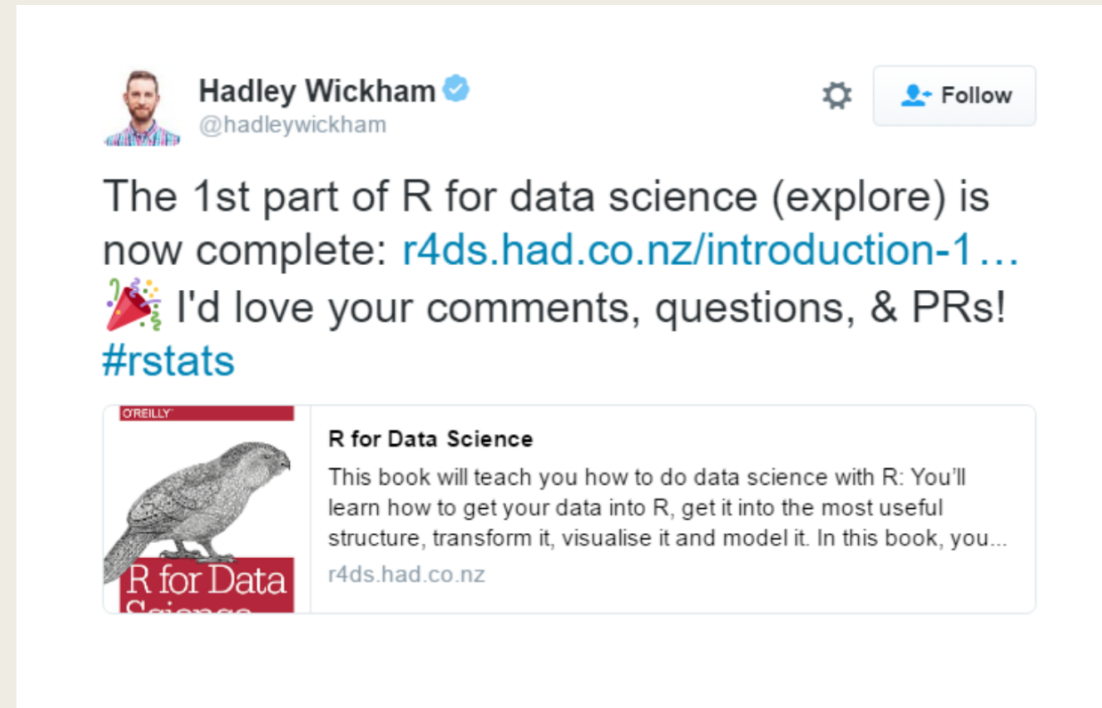 Hadley Wickham
@hadleywickham
Follow
The 1st part of R for data science (explore) is
now complete: r4ds.had.co.nz/introduction-1…
I'd love your comments, questions, & PRs!
#rstats
O'REILLY
R for Data
Science
R for Data Science
This book will teach you how to do data science with R: You'll
learn how to get your data into R, get it into the most useful
structure, transform it, visualise it and model it. In this book, you...
r4ds.had.co.nz